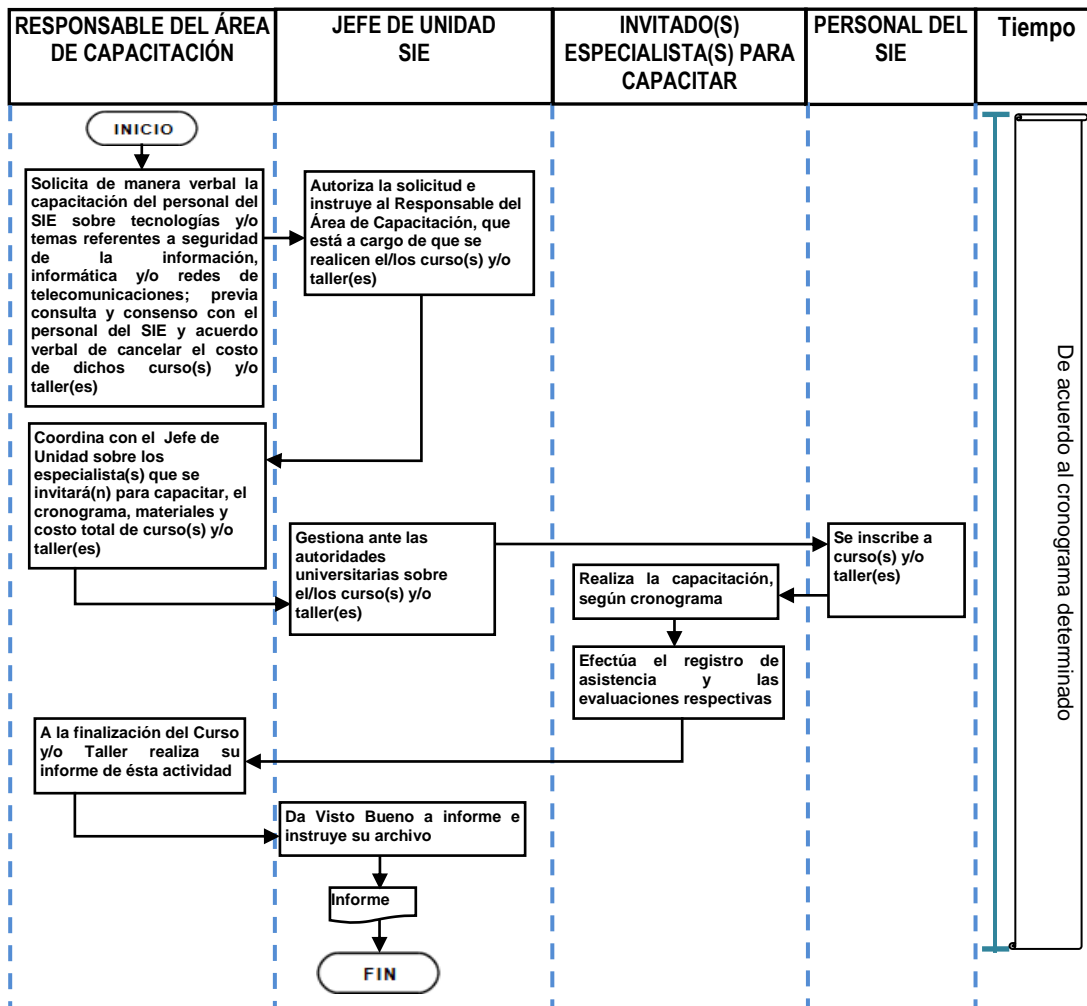 RESPONSABLE DEL ÁREA
DE CAPACITACIÓN
JEFE DE UNIDAD
SIE
INVITADO(S)
ESPECIALISTA(S) PARA
CAPACITAR
PERSONAL DEL
SIE
Tiempo
INICIO
Solicita de manera verbal la
capacitación del personal del
SIE sobre tecnologías y/o
temas referentes a seguridad
de la información,
informática y/o redes de
telecomunicaciones; previa
consulta y consenso con el
personal del SIE y acuerdo
verbal de cancelar el costo
de dichos curso(s) y/o
taller(es)
Autoriza la solicitud e
instruye al Responsable del
Área de Capacitación, que
está a cargo de que se
realicen el/los curso(s) y/o
taller(es)
Coordina con el Jefe de
Unidad sobre los
especialista(s) que se
invitará(n) para capacitar, el
cronograma, materiales y
costo total de curso(s) y/o
taller(es)
Gestiona ante las
autoridades
universitarias sobre
el/los curso(s) y/o
taller(es)
Se inscribe a
curso(s) y/o
taller(es)
Realiza la capacitación,
según cronograma
Efectúa el registro de
asistencia y las
evaluaciones respectivas
A la finalización del Curso
y/o Taller realiza su
informe de ésta actividad
Da Visto Bueno a informe e
instruye su archivo
Informe
FIN
De acuerdo al cronograma determinado